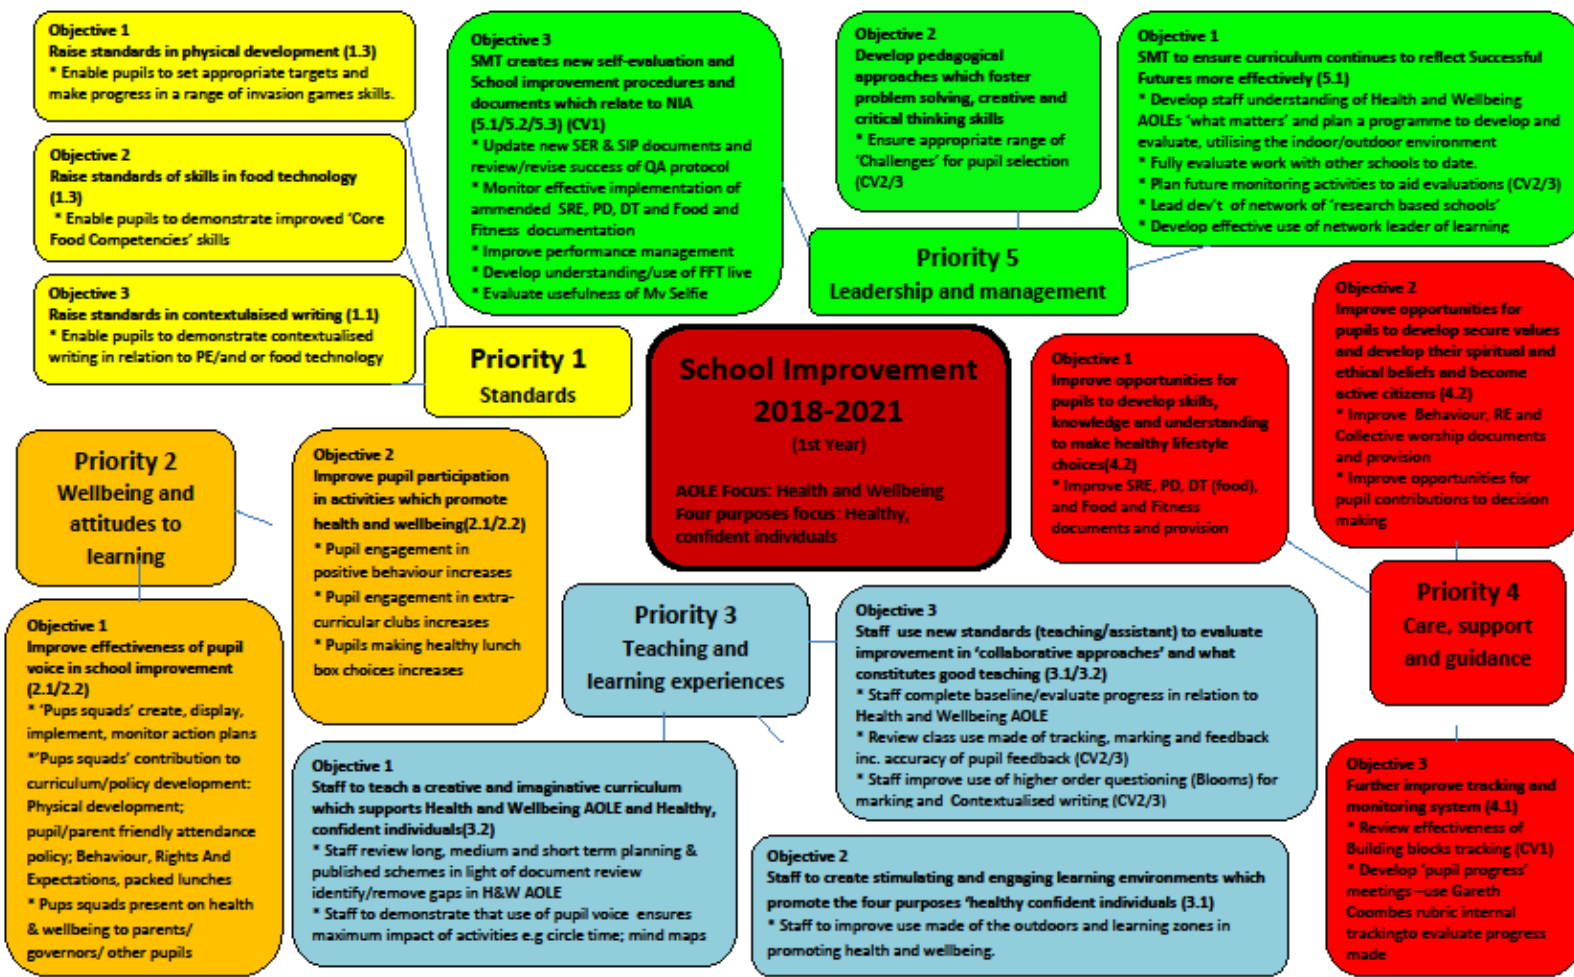 Objective 1
Raise standards in physical development (1.3)
* Enable pupils to set appropriate targets and
make progress in a range of invasion games skills.
Objective 2
Raise standards of skills in food technology
(1.3)
* Enable pupils to demonstrate improved 'Core
Food Competencies' skills
Objective 3
Raise standards in contextulaised writing (1.1)
* Enable pupils to demonstrate contextualised
writing in relation to PE/and or food technology
Priority 1
Standards
Objective 3
SMT creates new self-evaluation and
School improvement procedures and
documents which relate to NIA
(5.1/5.2/5.3) (CV1)
* Update new SER & SIP documents and
review/revise success of QA protocol
* Monitor effective implementation of
ammended SRE, PD, DT and Food and
Fitness documentation
* Improve performance management
* Develop understanding/use of FFT live
* Evaluate usefulness of My Selfie
Objective 2
Develop pedagogical
approaches which foster
problem solving, creative and
critical thinking skills
* Ensure appropriate range of
'Challenges' for pupil selection
(CV2/3
Objective 1
SMT to ensure curriculum continues to reflect Successful
Futures more effectively (5.1)
* Develop staff understanding of Health and Wellbeing
AOLEs 'what matters' and plan a programme to develop and
evaluate, utilising the indoor/outdoor environment
* Fully evaluate work with other schools to date.
* Plan future monitoring activities to aid evaluations (CV2/3)
* Lead dev't of network of 'research based schools'
* Develop effective use of network leader of learning
Priority 5
Leadership and management
School Improvement
2018-2021
(1st Year)
AOLE Focus: Health and Wellbeing
Four purposes focus: Healthy,
confident individuals
Objective 1
Improve opportunities for
pupils to develop skills,
knowledge and understanding
to make healthy lifestyle
choices(4.2)
* Improve SRE, PD, DT (food),
and Food and Fitness
documents and provision
Objective 2
Improve opportunities for
pupils to develop secure values
and develop their spiritual and
ethical beliefs and become
active citizens (4.2)
* Improve Behaviour, RE and
Collective worship documents
and provision
* Improve opportunities for
pupil contributions to decision
making
Priority 4
Care, support
and guidance
Objective 3
Further improve tracking and
monitoring system (4.1)
* Review effectiveness of
Building blocks tracking (CV1)
* Develop 'pupil progress'
meetings –use Gareth
Coombes rubric internal
trackingto evaluate progress
made
Priority 2
Wellbeing and
attitudes to
learning
Objective 2
Improve pupil participation
in activities which promote
health and wellbeing(2.1/2.2)
* Pupil engagement in
positive behaviour increases
* Pupil engagement in extra-
curricular clubs increases
* Pupils making healthy lunch
box choices increases
Objective 1
Improve effectiveness of pupil
voice in school improvement
(2.1/2.2)
* 'Pups squads' create, display,
implement, monitor action plans
*'Pups squads' contribution to
curriculum/policy development:
Physical development;
pupil/parent friendly attendance
policy; Behaviour, Rights And
Expectations, packed lunches
* Pups squads present on health
& wellbeing to parents/
governors/ other pupils
Priority 3
Teaching and
learning experiences
Objective 3
Staff use new standards (teaching/assistant) to evaluate
improvement in 'collaborative approaches' and what
constitutes good teaching (3.1/3.2)
* Staff complete baseline/evaluate progress in relation to
Health and Wellbeing AOLE
* Review class use made of tracking, marking and feedback
inc. accuracy of pupil feedback (CV2/3)
* Staff improve use of higher order questioning (Blooms) for
marking and Contextualised writing (CV2/3)
Objective 1
Staff to teach a creative and imaginative curriculum
which supports Health and Wellbeing AOLE and Healthy,
confident individuals(3.2)
* Staff review long, medium and short term planning &
published schemes in light of document review
identify/remove gaps in H&W AOLE
* Staff to demonstrate that use of pupil voice ensures
maximum impact of activities e.g circle time; mind maps
Objective 2
Staff to create stimulating and engaging learning environments which
promote the four purposes 'healthy confident individuals (3.1)
* Staff to improve use made of the outdoors and learning zones in
promoting health and wellbeing.